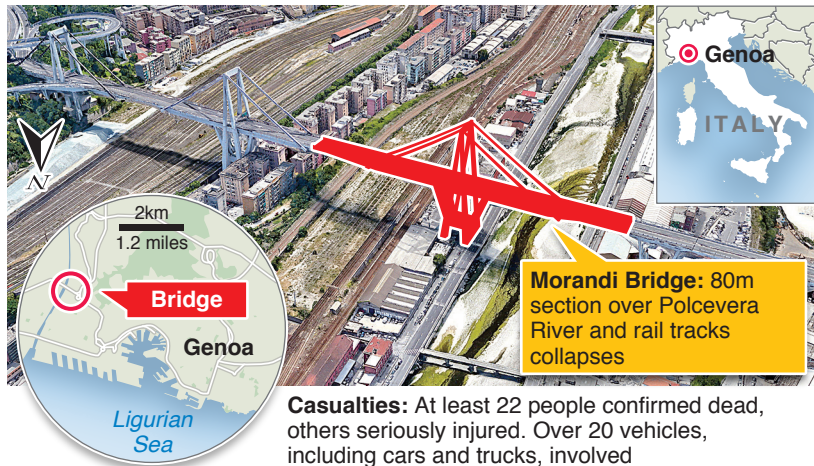 Genoa
ITALY
N
2km
1.2 miles
Bridge
Genoa
Ligurian
Sea
Morandi Bridge: 80m
section over Polcevera
River and rail tracks
collapses
Casualties: At least 22 people confirmed dead,
others seriously injured. Over 20 vehicles,
including cars and trucks, involved